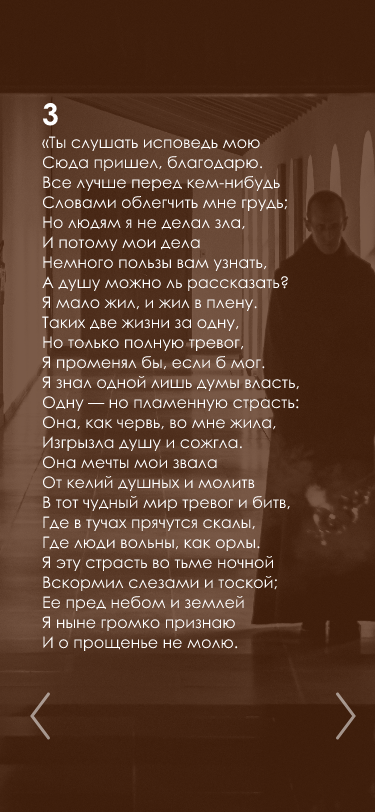 3
«Ты слушать исповедь мою
Сюда пришел, благодарю.
Все лучше перед кем-нибудь
Словами облегчить мне грудь;
Но людям я не делал зла,
И потому мои дела
Немного пользы вам узнать,
А душу можно ль рассказать?
Я мало жил, и жил в плену.
Таких две жизни за одну,
Но только полную тревог,
Я променял бы, если б мог.
Я знал одной лишь думы власть,
Одну — но пламенную страсть:
Она, как червь, во мне жила,
Изгрызла душу и сожгла.
Она мечты мои звала
От келий душных и молитв
В тот чудный мир тревог и битв,
Где в тучах прячутся скалы,
Где люди вольны, как орлы.
Я эту страсть во тьме ночной
Вскормил слезами и тоской;
Ее пред небом и землей
Я ныне громко признаю
И о прощенье не молю.